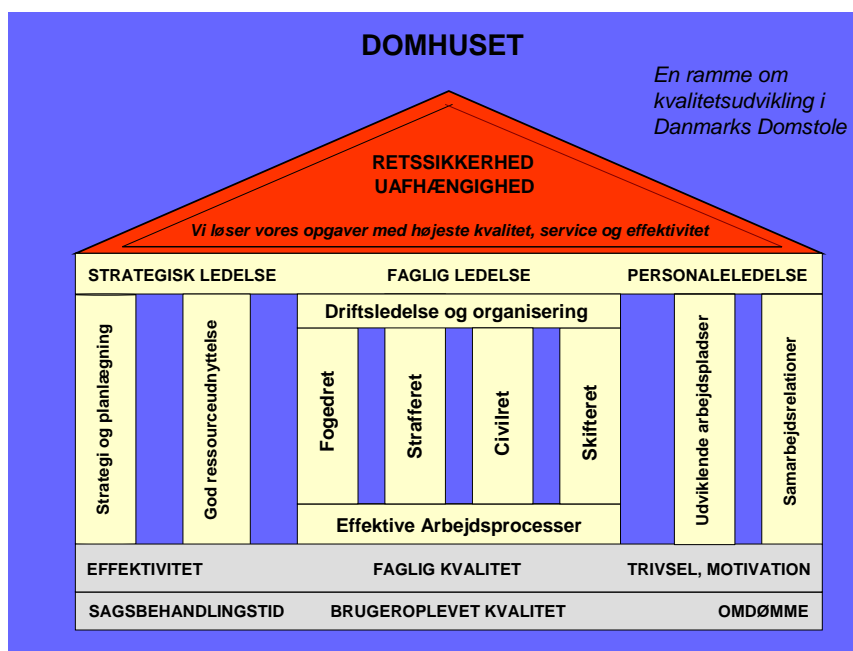 DOMHUSET
En ramme om
kvalitetsudvikling i
Danmarks Domstole
RETSSIKKERHED
UAFHÆNGIGHED
Vi løser vores opgaver med højeste kvalitet, service og effektivitet
STRATEGISK LEDELSE
FAGLIG LEDELSE
PERSONALELEDELSE
Strategi og planlægning
God ressourceudnyttelse
Driftsledelse og organisering
Fogedret
Strafferet
Civilret
Skifteret
Effektive Arbejdsprocesser
Udviklende arbejdspladser
Samarbejdsrelationer
EFFEKTIVITET
FAGLIG KVALITET
TRIVSEL, MOTIVATION
SAGSBEHANDLINGSTID
BRUGEROPLEVET KVALITET
OMDØMME